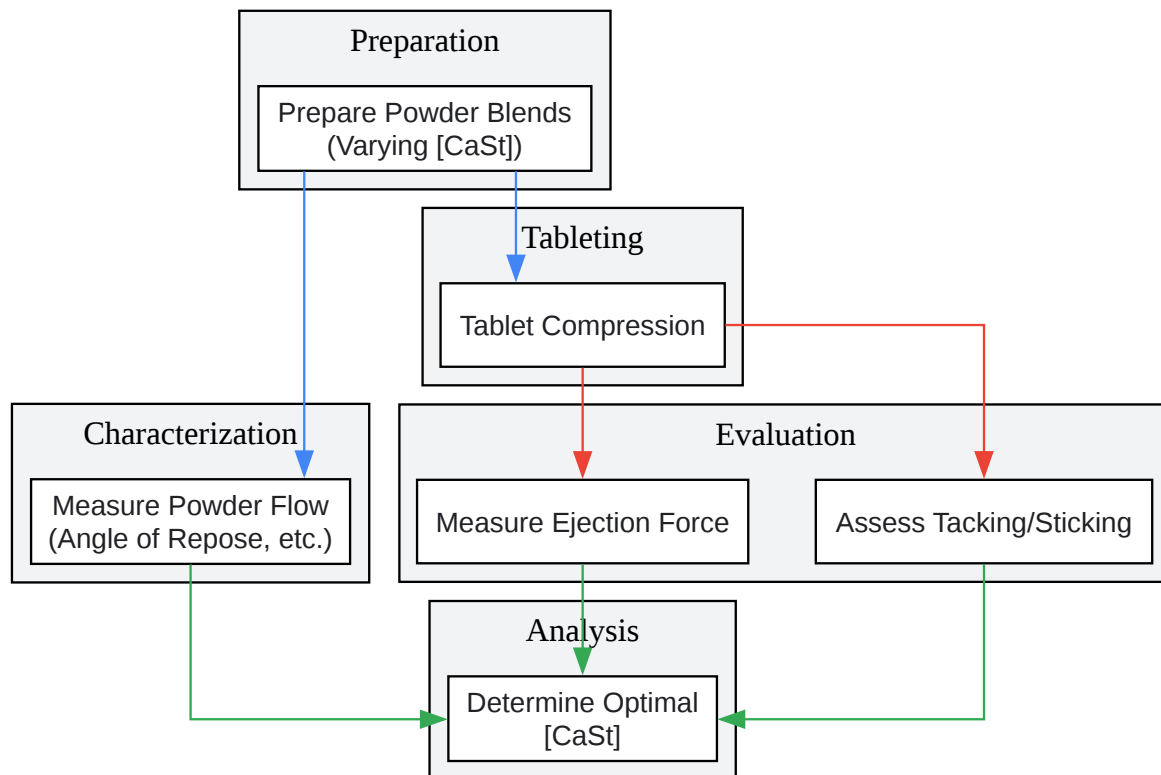 Preparation
Prepare Powder Blends
(Varying [CaSt])
Tableting
Tablet Compression
Characterization
Measure Powder Flow
(Angle of Repose, etc.)
Evaluation
Measure Ejection Force
Assess Tacking/Sticking
Analysis
Determine Optimal
[CaSt]